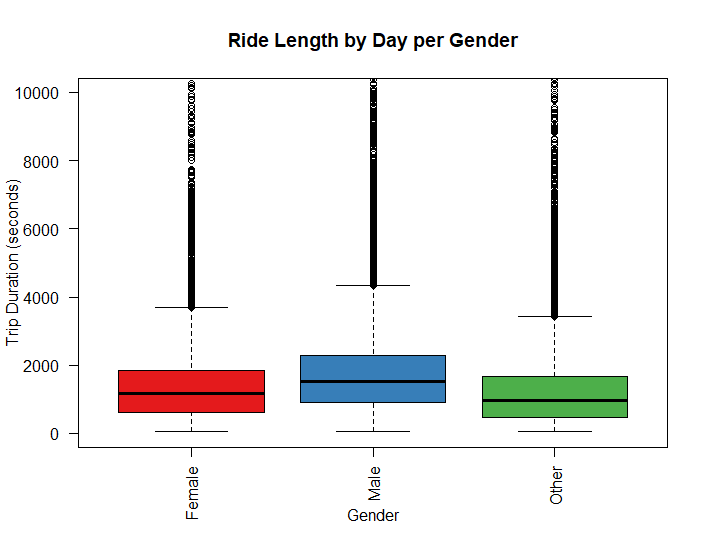 Ride Length by Day per Gender
Trip Duration (seconds)
10000
8000
6000
4000
2000
0
Female
Male
Other
Gender